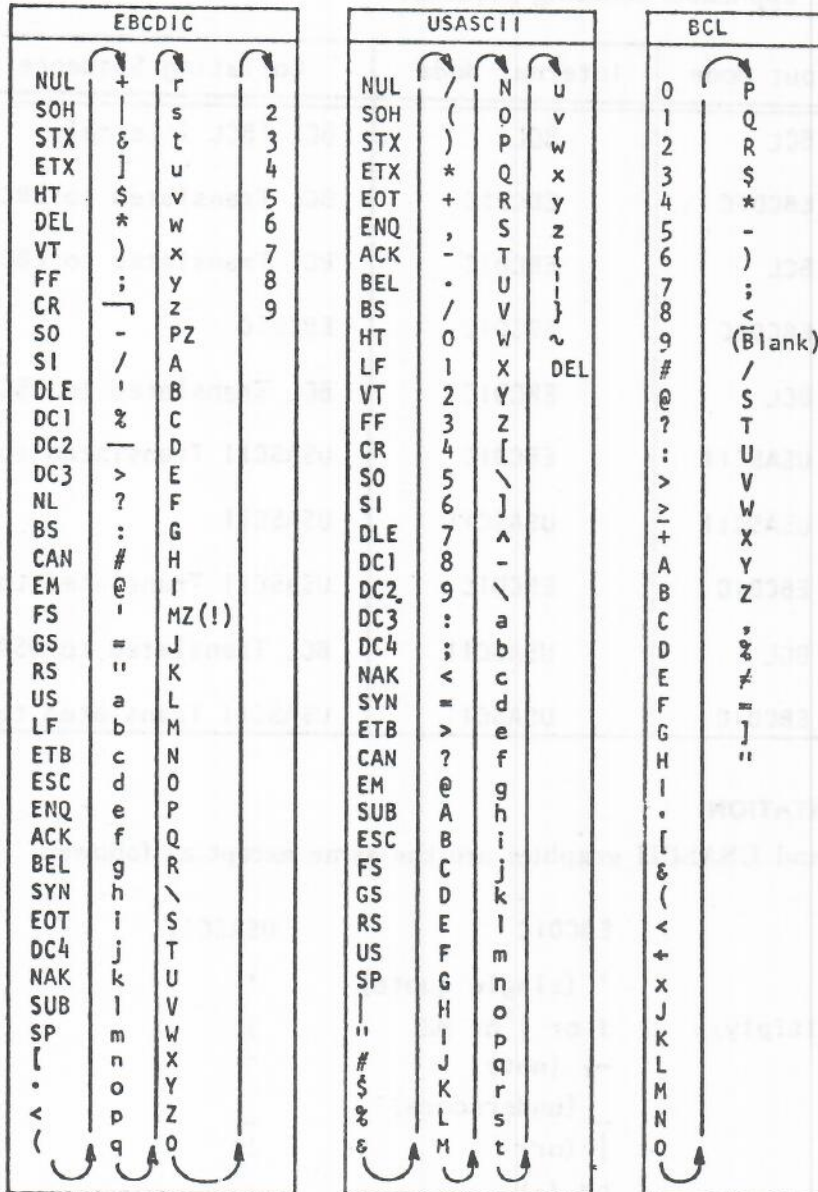 EBCDIC
NUL + r 1
SOH | s 2
STX & t 3
ETX ] u 4
HT $ v 5
DEL * w 6
VT ) x 7
FF ; y 8
CR ¬ z 9
SO - PZ
SI / A
DLE ' B
DC1 % C
DC2 — D
DC3 > E
NL ? F
BS : G
CAN # H
EM @ I
FS ' MZ(!)
GS = J
RS " K
US a L
LF b M
ETB c N
ESC d O
ENQ e P
ACK f Q
BEL g R
SYN h \
EOT i S
DC4 j T
NAK k U
SUB l V
SP m W
[ n X
. o Y
< p Z
( q 0
USASCII
NUL ' N u
SOH ( O v
STX ) P w
ETX * Q x
EOT + R y
ENQ , S z
ACK - T {
BEL . U |
BS / V }
HT 0 W ~
LF 1 X DEL
VT 2 Y
FF 3 Z
CR 4 [
SO 5 \
SI 6 ]
DLE 7 ^
DC1 8 -
DC2 9 '
DC3 : a
DC4 ; b
NAK < c
SYN = d
ETB > e
CAN ? f
EM @ g
SUB A h
ESC B i
FS C j
GS D k
RS E l
US F m
SP G n
| H o
" I p
# J q
$ K r
% L s
& M t
BCL
0 P
1 Q
2 R
3 $
4 *
5 -
6 )
7 ;
8 ≤
9 (Blank)
# /
@ S
? T
: U
> V
≥ W
+ X
A Y
B Z
C ,
D %
E ≠
F =
G ]
H "
I
.
[
&
(
<
←
x
J
K
L
M
N
O